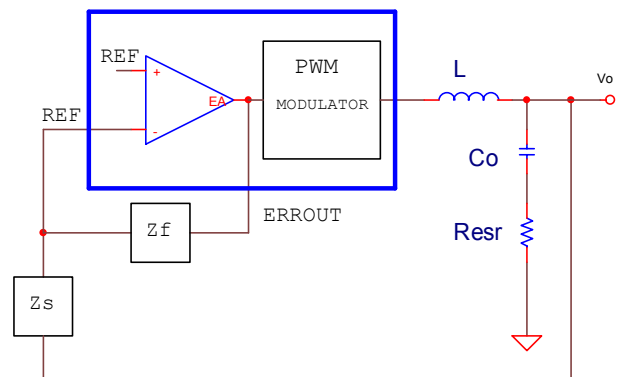 REF
+
EA
-
PWM
MODULATOR
L
Vo
REF
Co
Resr
ERROUT
Zf
Zs